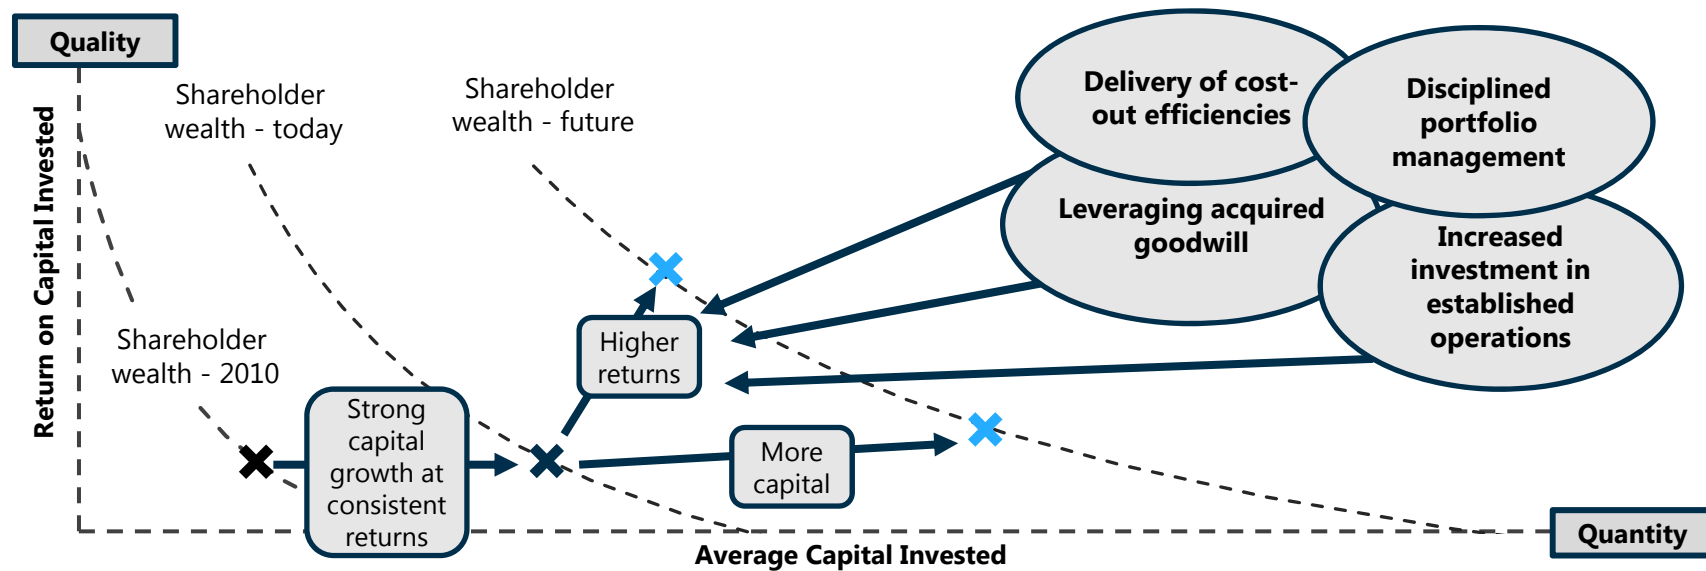 Quality
Return on Capital Invested
Shareholder
wealth - today
Shareholder
wealth - future
Shareholder
wealth - 2010
Strong
capital
growth at
consistent
returns
Higher
returns
More
capital
Delivery of cost-
out efficiencies
Disciplined
portfolio
management
Leveraging acquired
goodwill
Increased
investment in
established
operations
Average Capital Invested
Quantity